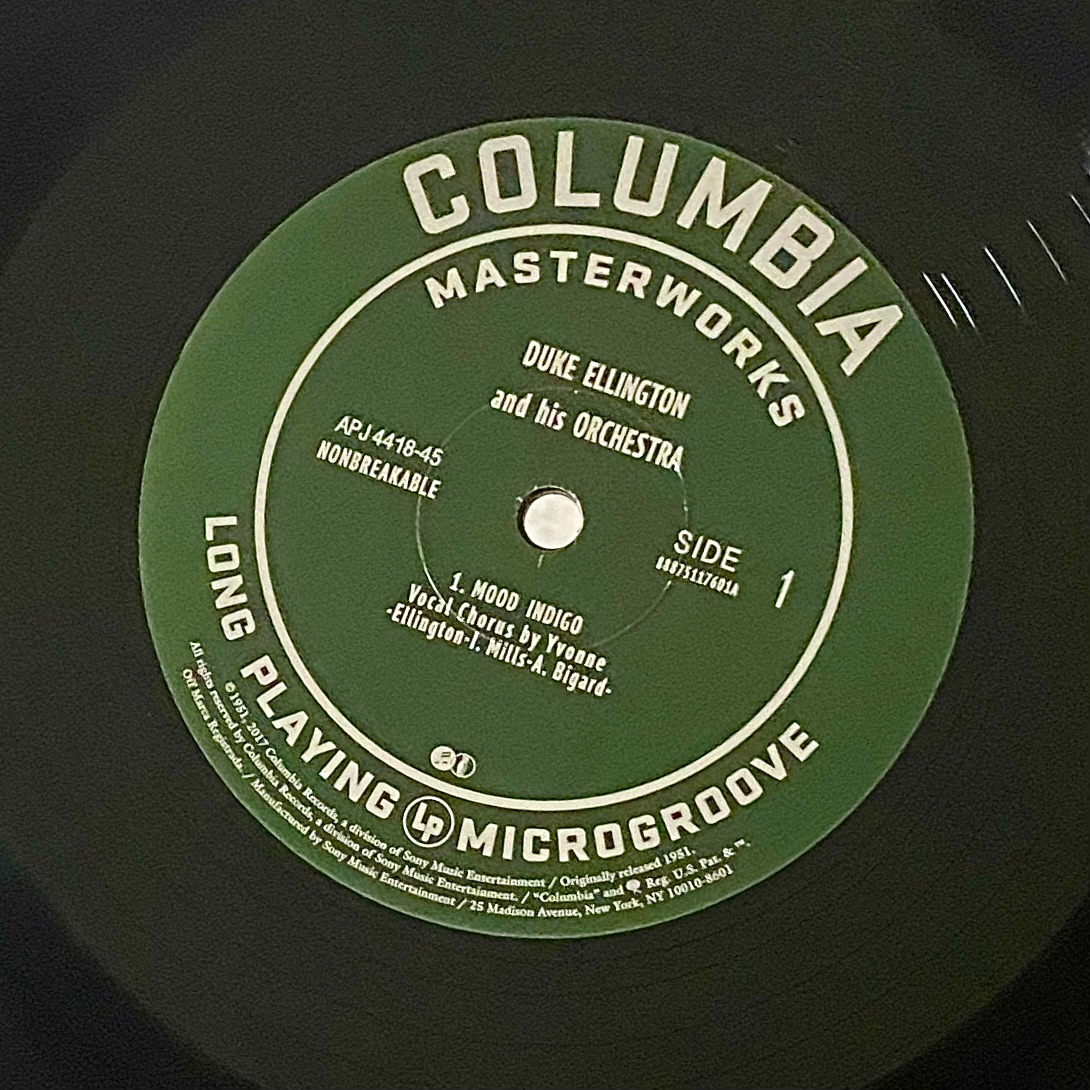 COLUMBIA
MASTERWORKS
DUKE ELLINGTON
and his ORCHESTRA
APJ 4418-45
NONBREAKABLE
SIDE
88875117601A
1
1. MOOD INDIGO
Vocal Chorus by Yvonne
-Ellington-I. Mills-A. Bigard-
LONG PLAYING LP MICROGROOVE
© 1951, 2017 Columbia Records, a division of Sony Music Entertainment / Originally released 1951.
All rights reserved by Columbia Records, a division of Sony Music Entertainment. / "Columbia" and Reg. U.S. Pat. & ™.
Off Marca Registrada. / Manufactured by Sony Music Entertainment / 25 Madison Avenue, New York, NY 10010-8601